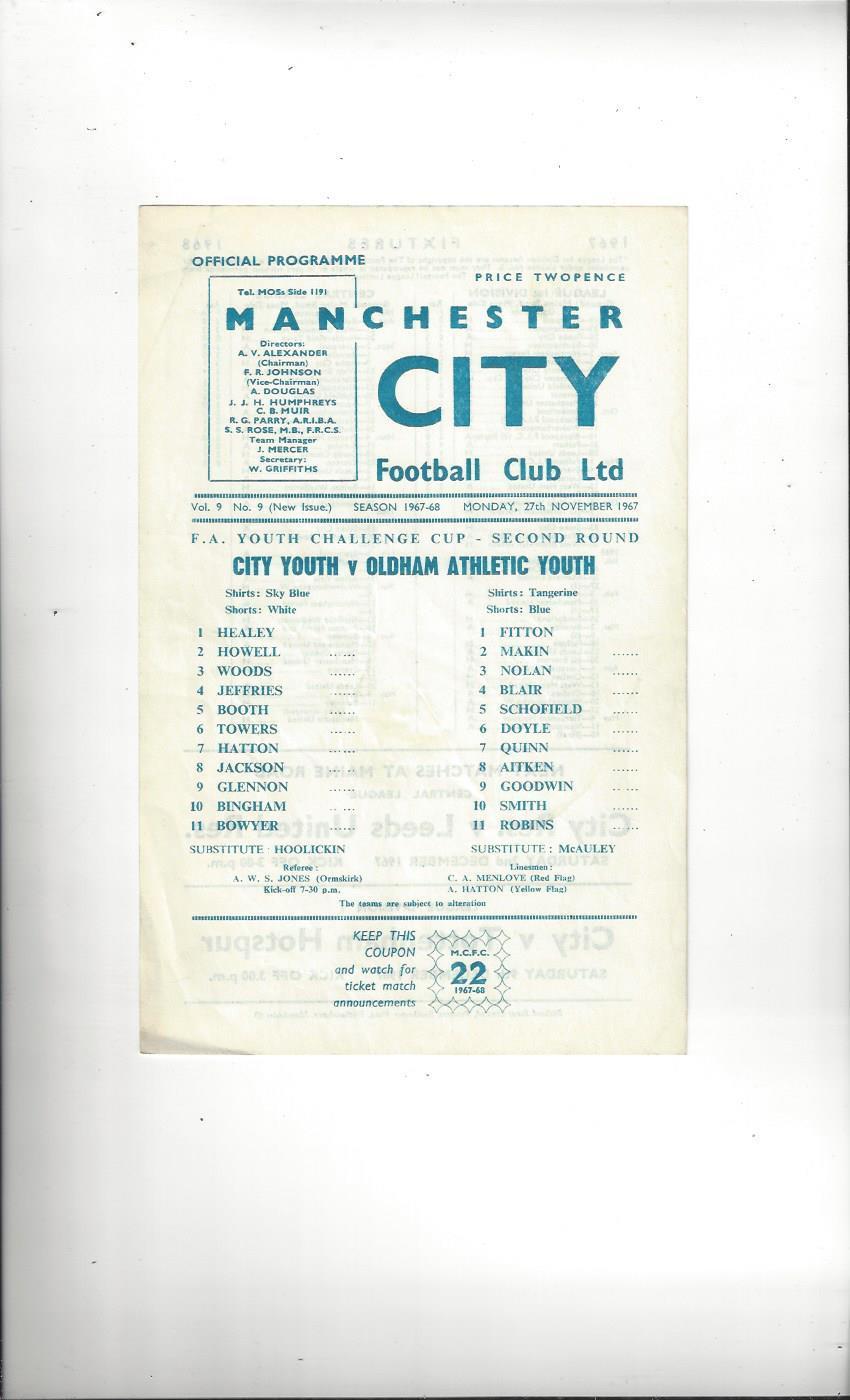 OFFICIAL PROGRAMME
PRICE TWOPENCE
Tel. MOSs Side 1191
MANCHESTER
CITY
Football Club Ltd
Directors:
A. V. ALEXANDER
(Chairman)
F. R. JOHNSON
(Vice-Chairman)
A. DOUGLAS
J. J. H. HUMPHREYS
C. B. MUIR
R. G. PARRY, A.R.I.B.A.
S. S. ROSE, M.B., F.R.C.S.
Team Manager
J. MERCER
Secretary:
W. GRIFFITHS
Vol. 9 No. 9 (New Issue.) SEASON 1967-68 MONDAY, 27th NOVEMBER 1967
F.A. YOUTH CHALLENGE CUP - SECOND ROUND
CITY YOUTH v OLDHAM ATHLETIC YOUTH
Shirts: Sky Blue
Shorts: White
1 HEALEY
2 HOWELL ......
3 WOODS ......
4 JEFFRIES ......
5 BOOTH ......
6 TOWERS ......
7 HATTON ......
8 JACKSON ......
9 GLENNON ......
10 BINGHAM ......
11 BOWYER ......
SUBSTITUTE : HOOLICKIN
Shirts: Tangerine
Shorts: Blue
1 FITTON
2 MAKIN ......
3 NOLAN ......
4 BLAIR ......
5 SCHOFIELD ......
6 DOYLE ......
7 QUINN ......
8 AITKEN ......
9 GOODWIN ......
10 SMITH ......
11 ROBINS ......
SUBSTITUTE : McAULEY
Referee :
A. W. S. JONES (Ormskirk)
Kick-off 7-30 p.m.
Linesmen:
C. A. MENLOVE (Red Flag)
A. HATTON (Yellow Flag)
The teams are subject to alteration
KEEP THIS
COUPON
and watch for
ticket match
announcements
M.C.F.C.
22
1967-68